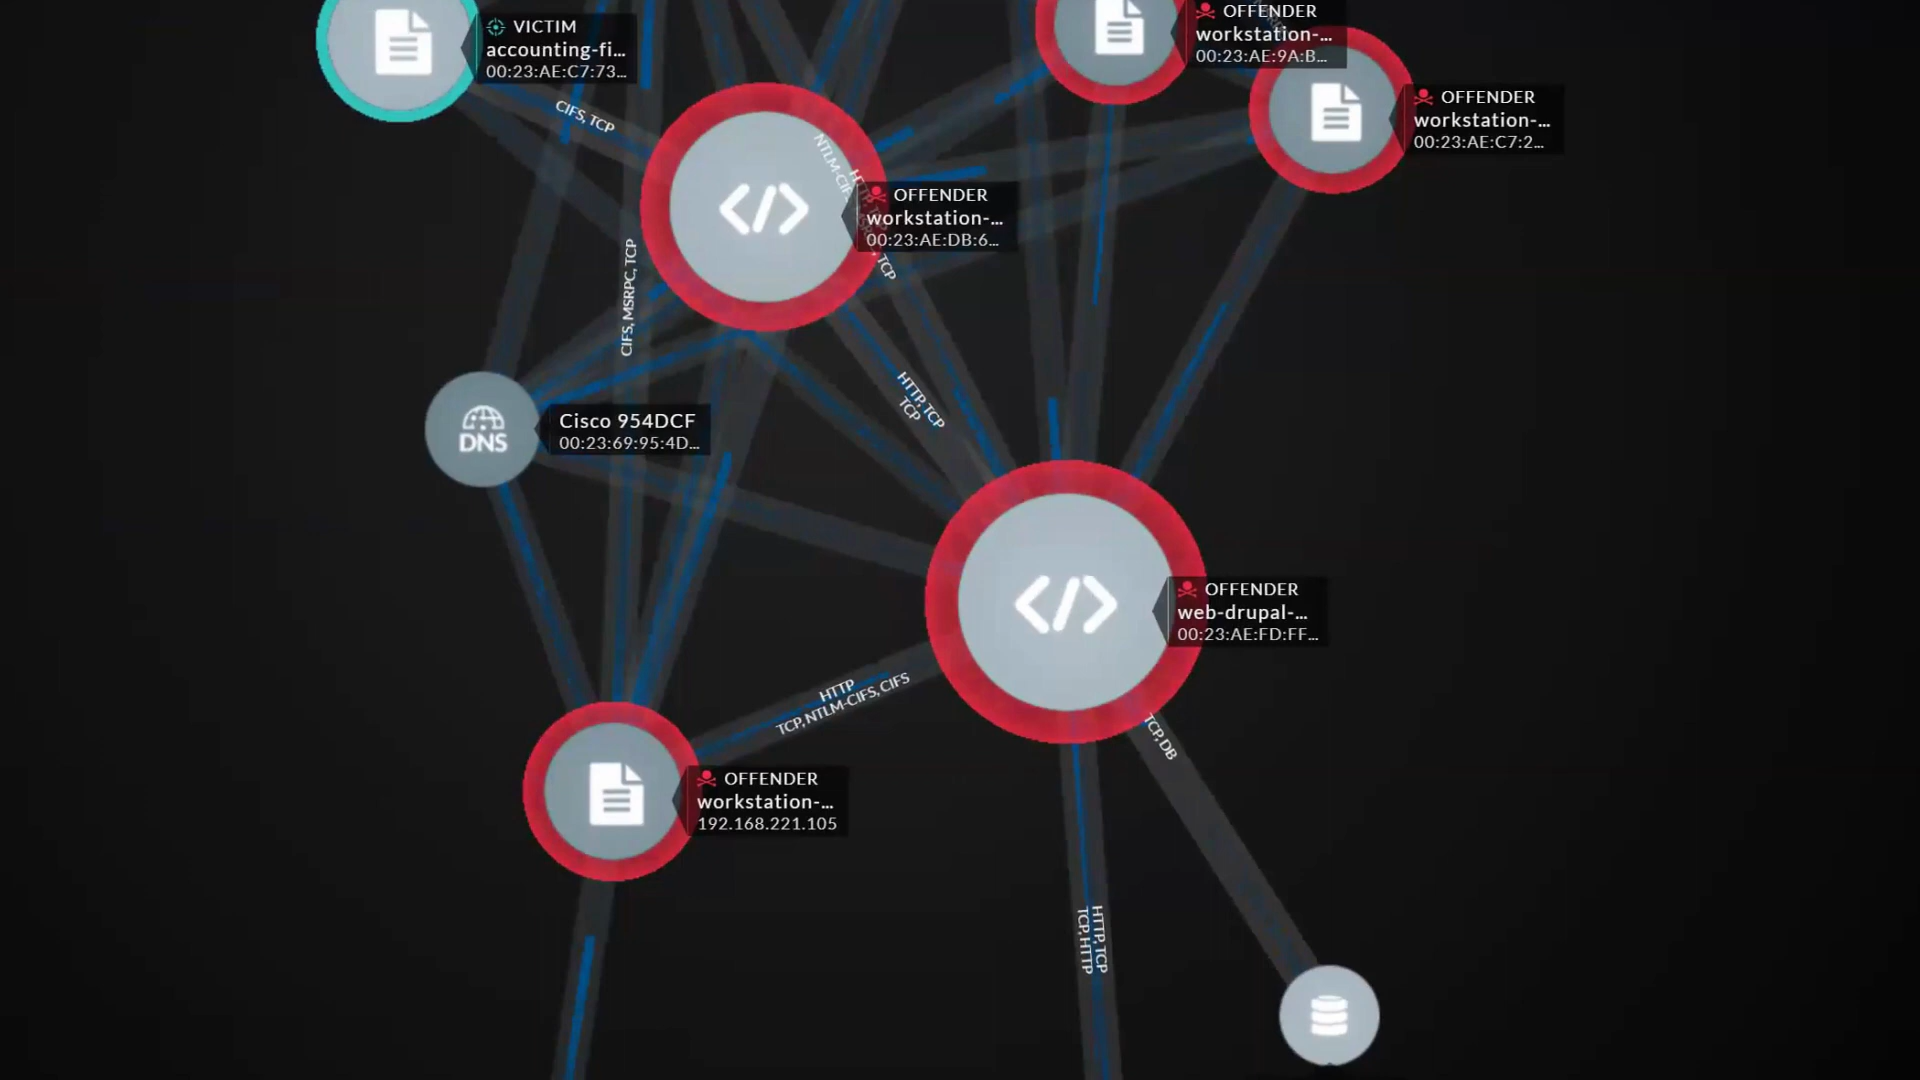 VICTIM
accounting-fi...
00:23:AE:C7:73...
OFFENDER
workstation-...
00:23:AE:9A:B...
OFFENDER
workstation-...
00:23:AE:C7:2...
CIFS, TCP
OFFENDER
workstation-...
00:23:AE:DB:6...
CIFS, MSRPC, TCP
HTTP, TCP
TCP
DNS
Cisco 954DCF
00:23:69:95:4D...
OFFENDER
web-drupal-...
00:23:AE:FD:FF...
HTTP
TCP, NTLM-CIFS, CIFS
TCP, DB
OFFENDER
workstation-...
192.168.221.105
HTTP, TCP
TCP, HTTP